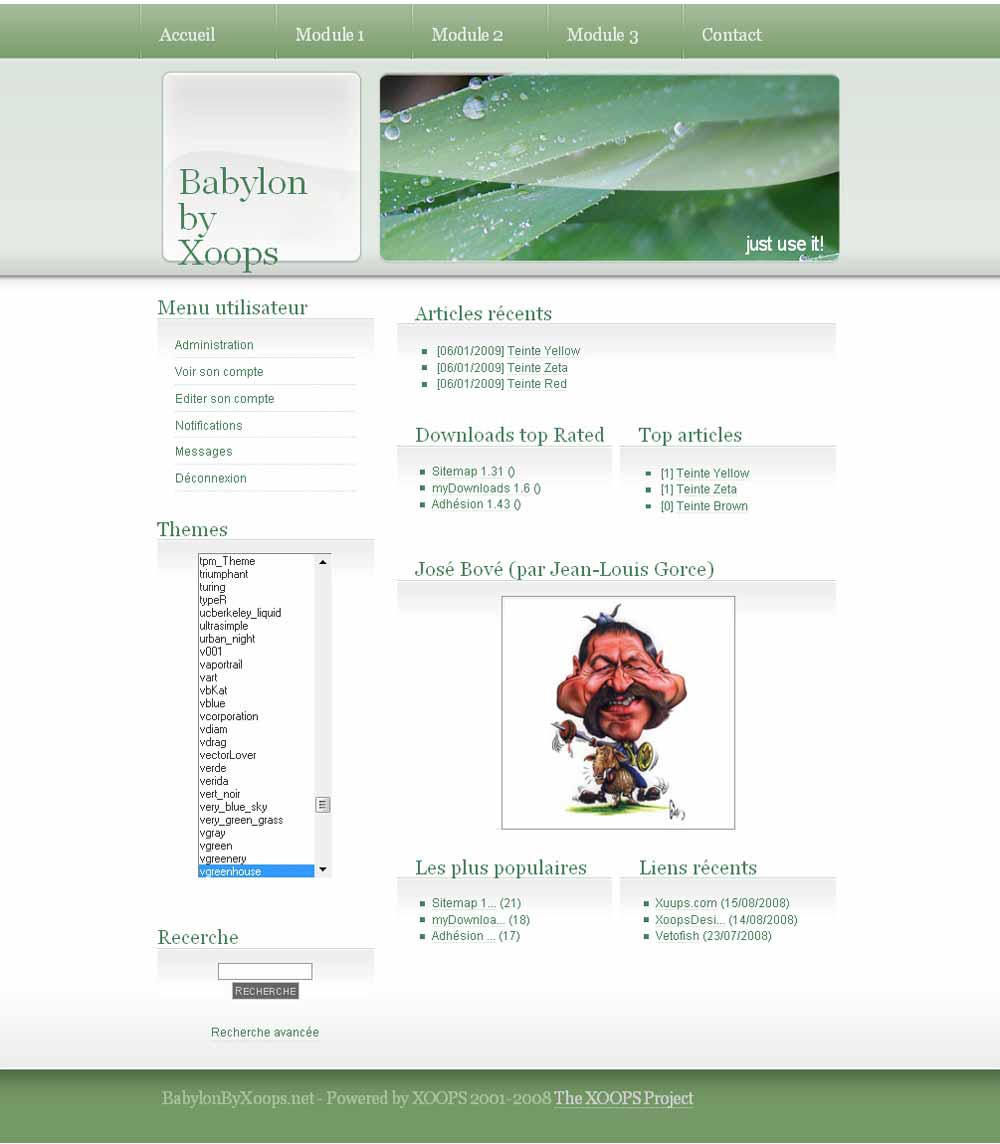 Accueil
Module 1
Module 2
Module 3
Contact
Babylon
by
Xoops
just use it!
Menu utilisateur
Administration
Voir son compte
Editer son compte
Notifications
Messages
Déconnexion
Themes
tpm_Theme
triumphant
turing
typeR
ucberkeley_liquid
ultrasimple
urban_night
v001
vaportrail
vart
vbKat
vblue
vcorporation
vdiam
vdrag
vectorLover
verde
verida
vert_noir
very_blue_sky
very_green_grass
vgray
vgreen
vgreenery
vgreenhouse
Recerche
RECHERCHE
Recherche avancée
Articles récents
[06/01/2009] Teinte Yellow
[06/01/2009] Teinte Zeta
[06/01/2009] Teinte Red
Downloads top Rated
Sitemap 1.31 ()
myDownloads 1.6 ()
Adhésion 1.43 ()
Top articles
[1] Teinte Yellow
[1] Teinte Zeta
[0] Teinte Brown
José Bové (par Jean-Louis Gorce)
Les plus populaires
Sitemap 1... (21)
myDownloa... (18)
Adhésion ... (17)
Liens récents
Xuups.com (15/08/2008)
XoopsDesi... (14/08/2008)
Vetofish (23/07/2008)
BabylonByXoops.net - Powered by XOOPS 2001-2008 The XOOPS Project